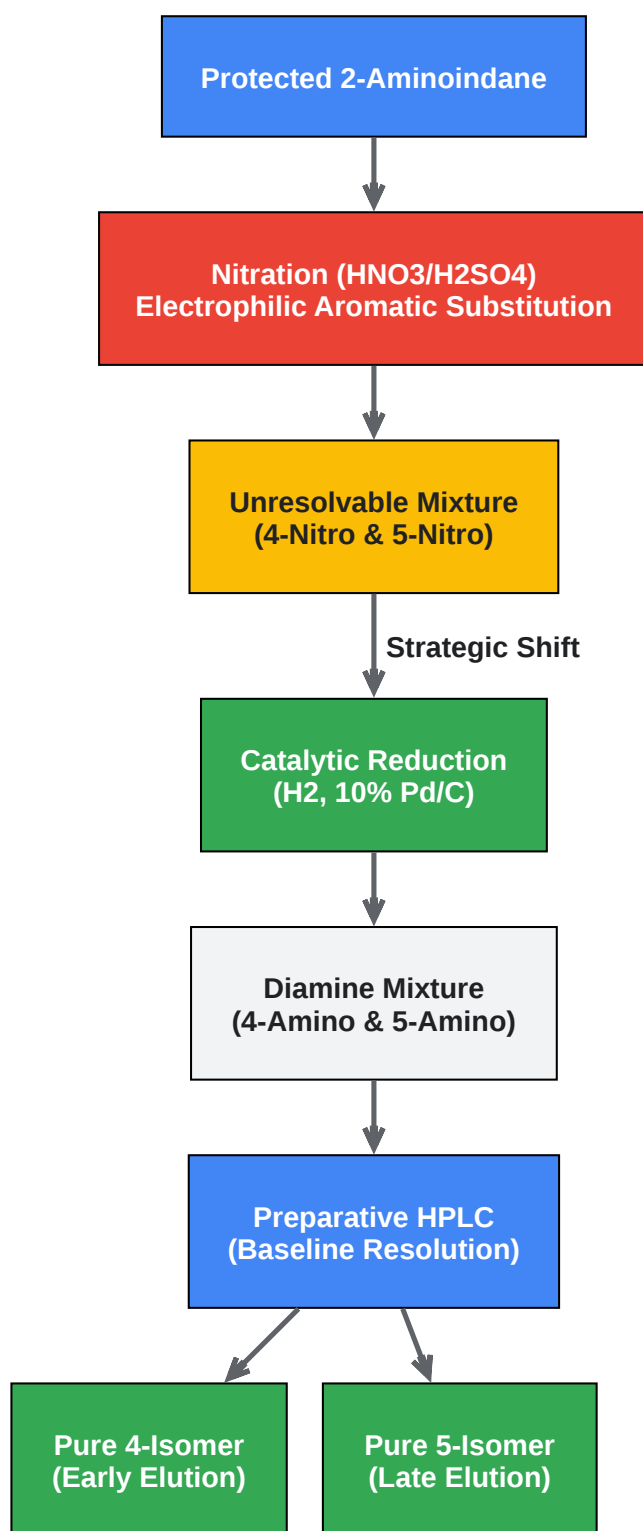 Protected 2-Aminoindane
Nitration (HNO3/H2SO4)
Electrophilic Aromatic Substitution
Unresolvable Mixture
(4-Nitro & 5-Nitro)
Strategic Shift
Catalytic Reduction
(H2, 10% Pd/C)
Diamine Mixture
(4-Amino & 5-Amino)
Preparative HPLC
(Baseline Resolution)
Pure 4-Isomer
(Early Elution)
Pure 5-Isomer
(Late Elution)